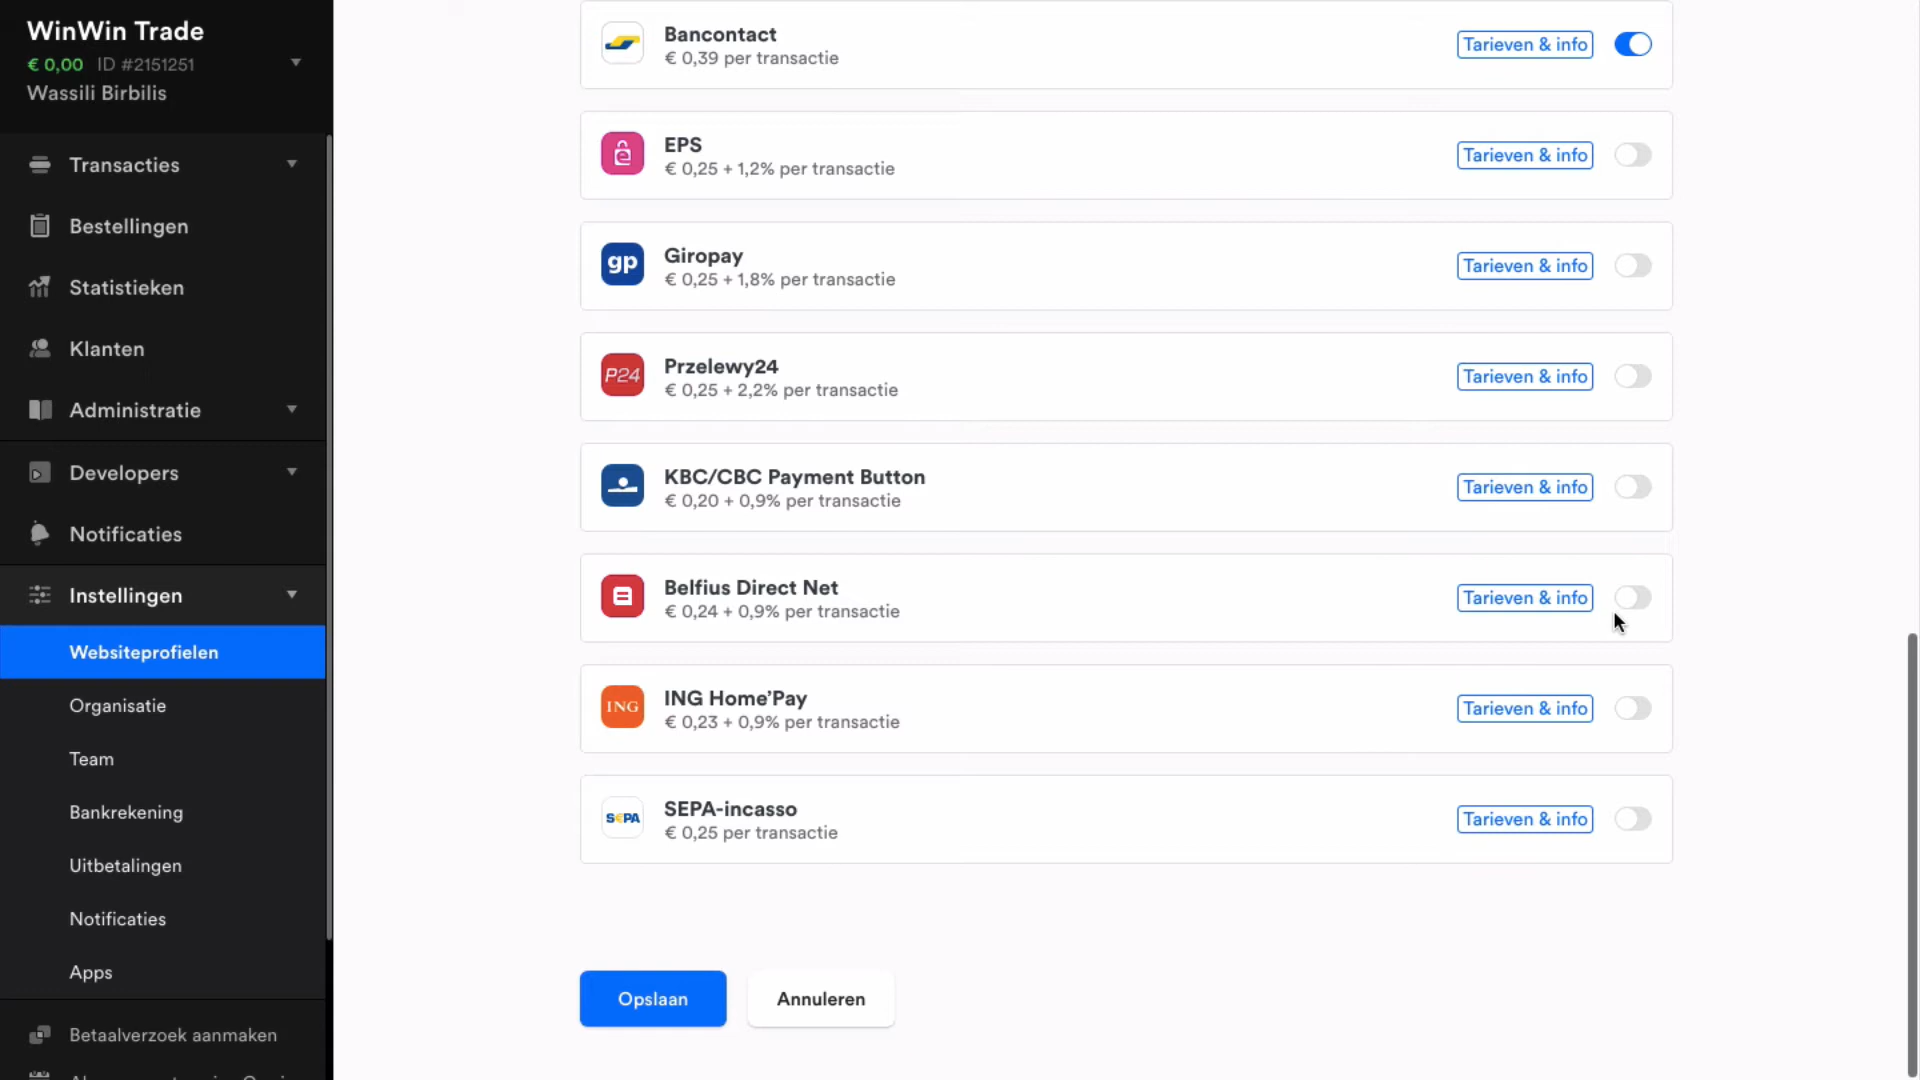 WinWin Trade
€ 0,00 ID #2151251
Wassili Birbilis
Transacties
Bestellingen
Statistieken
Klanten
Administratie
Developers
Notificaties
Instellingen
Websiteprofielen
Organisatie
Team
Bankrekening
Uitbetalingen
Notificaties
Apps
Betaalverzoek aanmaken
Bancontact
€ 0,39 per transactie
Tarieven & info
EPS
€ 0,25 + 1,2% per transactie
Tarieven & info
gp
Giropay
€ 0,25 + 1,8% per transactie
Tarieven & info
P24
Przelewy24
€ 0,25 + 2,2% per transactie
Tarieven & info
KBC/CBC Payment Button
€ 0,20 + 0,9% per transactie
Tarieven & info
Belfius Direct Net
€ 0,24 + 0,9% per transactie
Tarieven & info
ING
ING Home’Pay
€ 0,23 + 0,9% per transactie
Tarieven & info
SEPA
SEPA-incasso
€ 0,25 per transactie
Tarieven & info
Opslaan
Annuleren